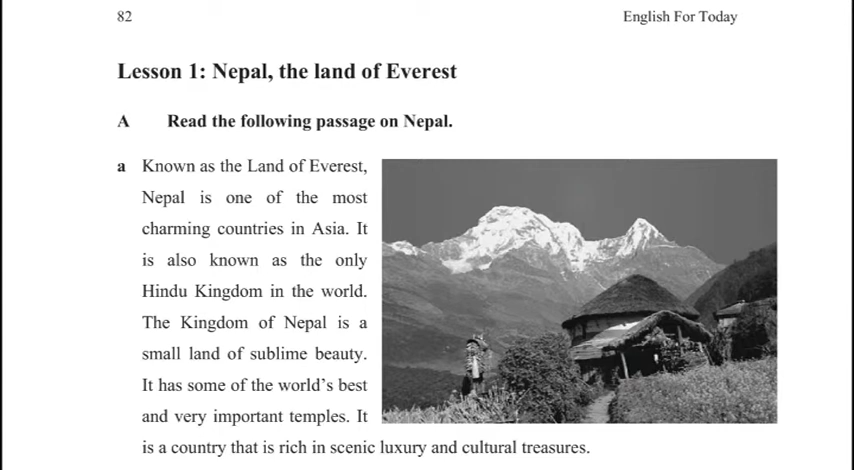 82 English For Today
Lesson 1: Nepal, the land of Everest
A Read the following passage on Nepal.
a Known as the Land of Everest,
Nepal is one of the most
charming countries in Asia. It
is also known as the only
Hindu Kingdom in the world.
The Kingdom of Nepal is a
small land of sublime beauty.
It has some of the world's best
and very important temples. It
is a country that is rich in scenic luxury and cultural treasures.